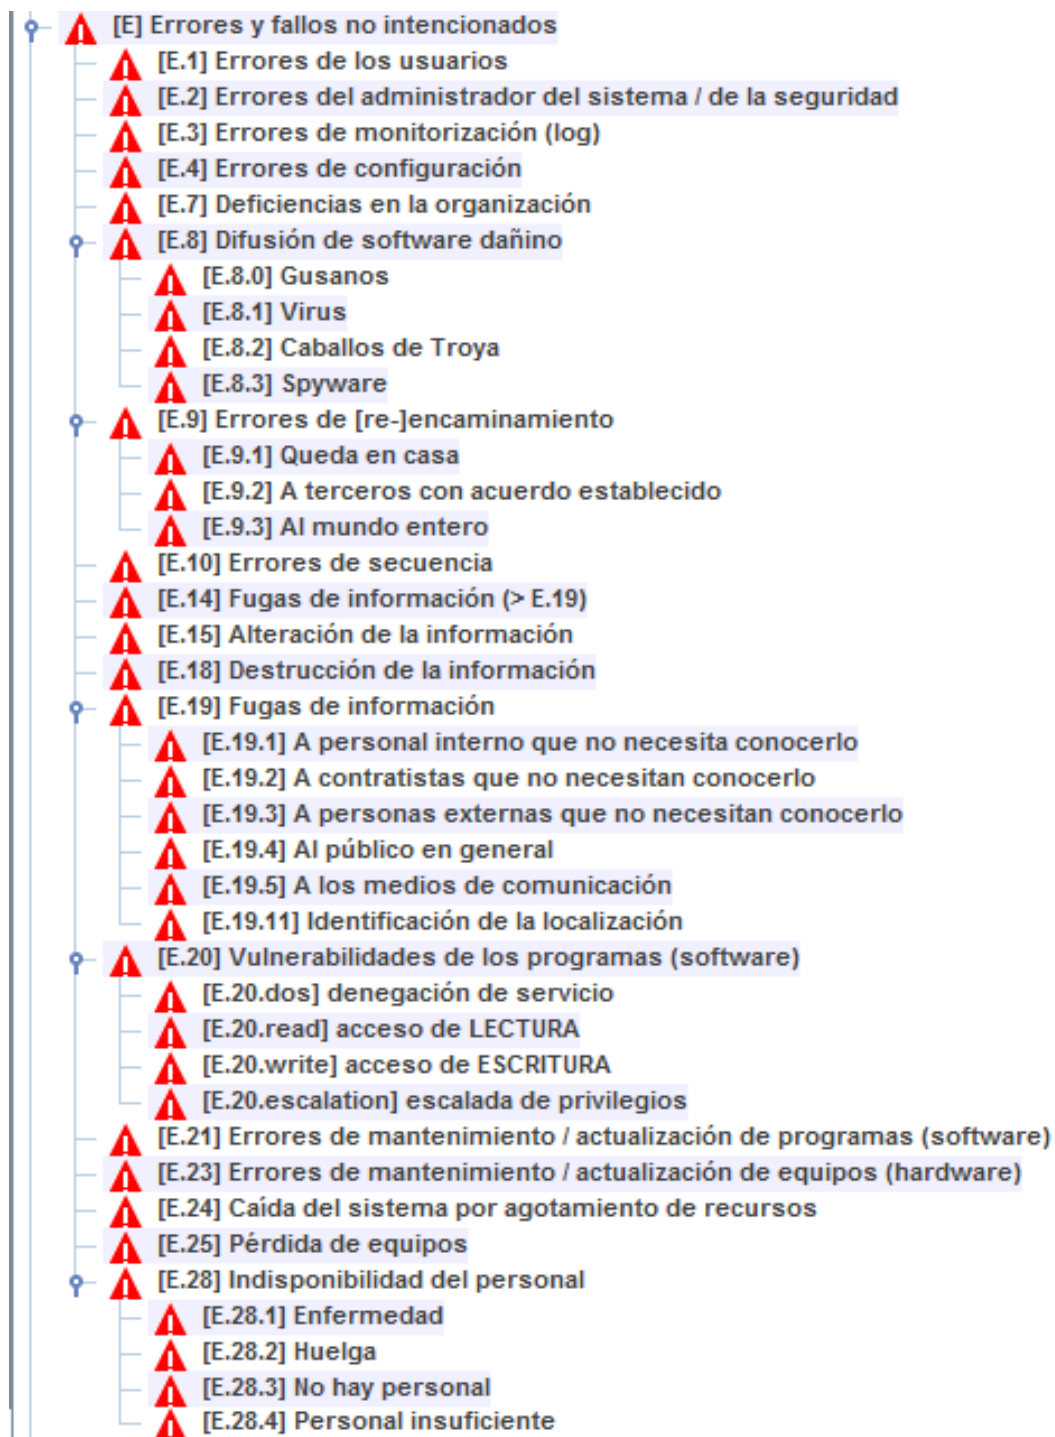 [E] Errores y fallos no intencionados
[E.1] Errores de los usuarios
[E.2] Errores del administrador del sistema / de la seguridad
[E.3] Errores de monitorización (log)
[E.4] Errores de configuración
[E.7] Deficiencias en la organización
[E.8] Difusión de software dañino
[E.8.0] Gusanos
[E.8.1] Virus
[E.8.2] Caballos de Troya
[E.8.3] Spyware
[E.9] Errores de [re-]encaminamiento
[E.9.1] Queda en casa
[E.9.2] A terceros con acuerdo establecido
[E.9.3] Al mundo entero
[E.10] Errores de secuencia
[E.14] Fugas de información (> E.19)
[E.15] Alteración de la información
[E.18] Destrucción de la información
[E.19] Fugas de información
[E.19.1] A personal interno que no necesita conocerlo
[E.19.2] A contratistas que no necesitan conocerlo
[E.19.3] A personas externas que no necesitan conocerlo
[E.19.4] Al público en general
[E.19.5] A los medios de comunicación
[E.19.11] Identificación de la localización
[E.20] Vulnerabilidades de los programas (software)
[E.20.dos] denegación de servicio
[E.20.read] acceso de LECTURA
[E.20.write] acceso de ESCRITURA
[E.20.escalation] escalada de privilegios
[E.21] Errores de mantenimiento / actualización de programas (software)
[E.23] Errores de mantenimiento / actualización de equipos (hardware)
[E.24] Caída del sistema por agotamiento de recursos
[E.25] Pérdida de equipos
[E.28] Indisponibilidad del personal
[E.28.1] Enfermedad
[E.28.2] Huelga
[E.28.3] No hay personal
[E.28.4] Personal insuficiente